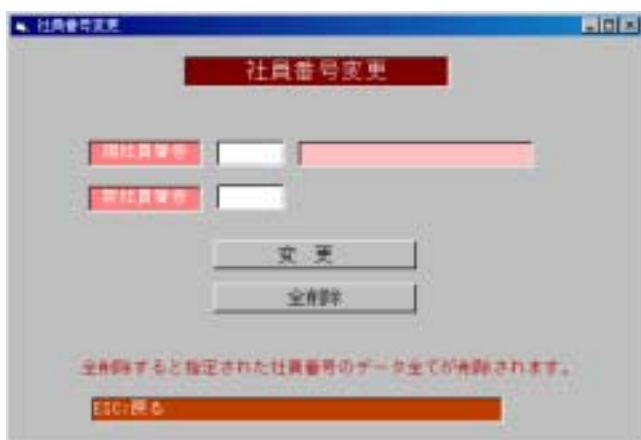 社員番号変更
社員番号変更
現社員番号
新社員番号
変 更
全削除
全削除すると指定された社員番号のデータ全てが削除されます。
ESC:戻る